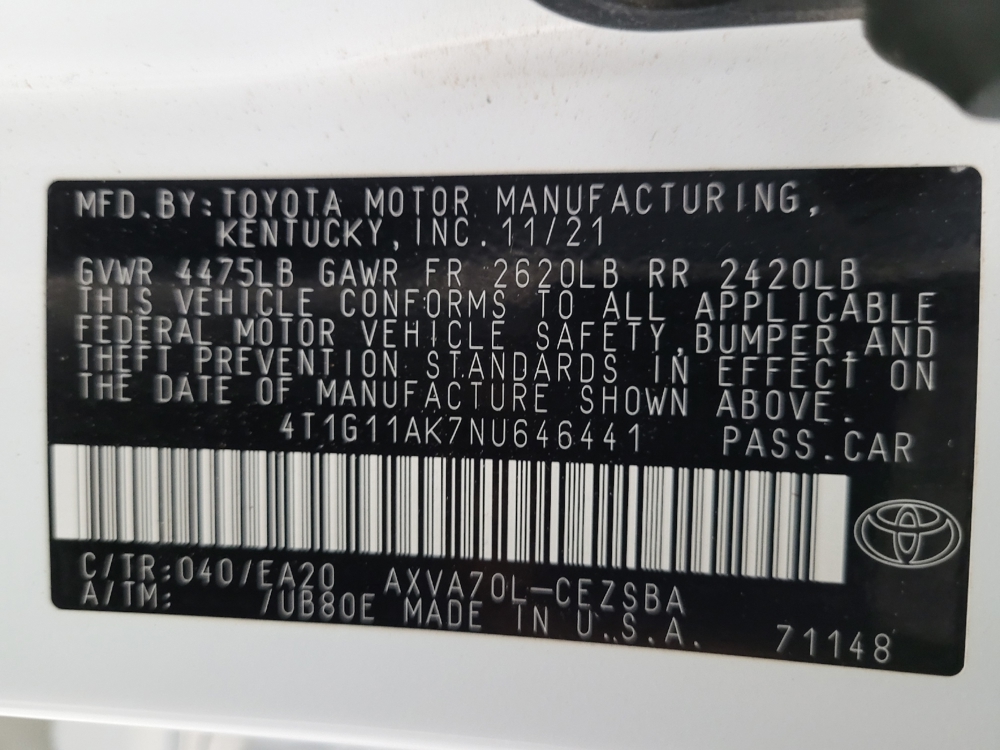 MFD.BY:TOYOTA MOTOR MANUFACTURING,
KENTUCKY,INC.11/21
GVWR 4475LB GAWR FR 2620LB RR 2420LB
THIS VEHICLE CONFORMS TO ALL APPLICABLE
FEDERAL MOTOR VEHICLE SAFETY,BUMPER,AND
THEFT PREVENTION STANDARDS IN EFFECT ON
THE DATE OF MANUFACTURE SHOWN ABOVE.
4T1G11AK7NU646441 PASS.CAR
C/TR:040/EA20 AXVA70L-CEZSBA
A/TM: /UB80E MADE IN U.S.A. 71148